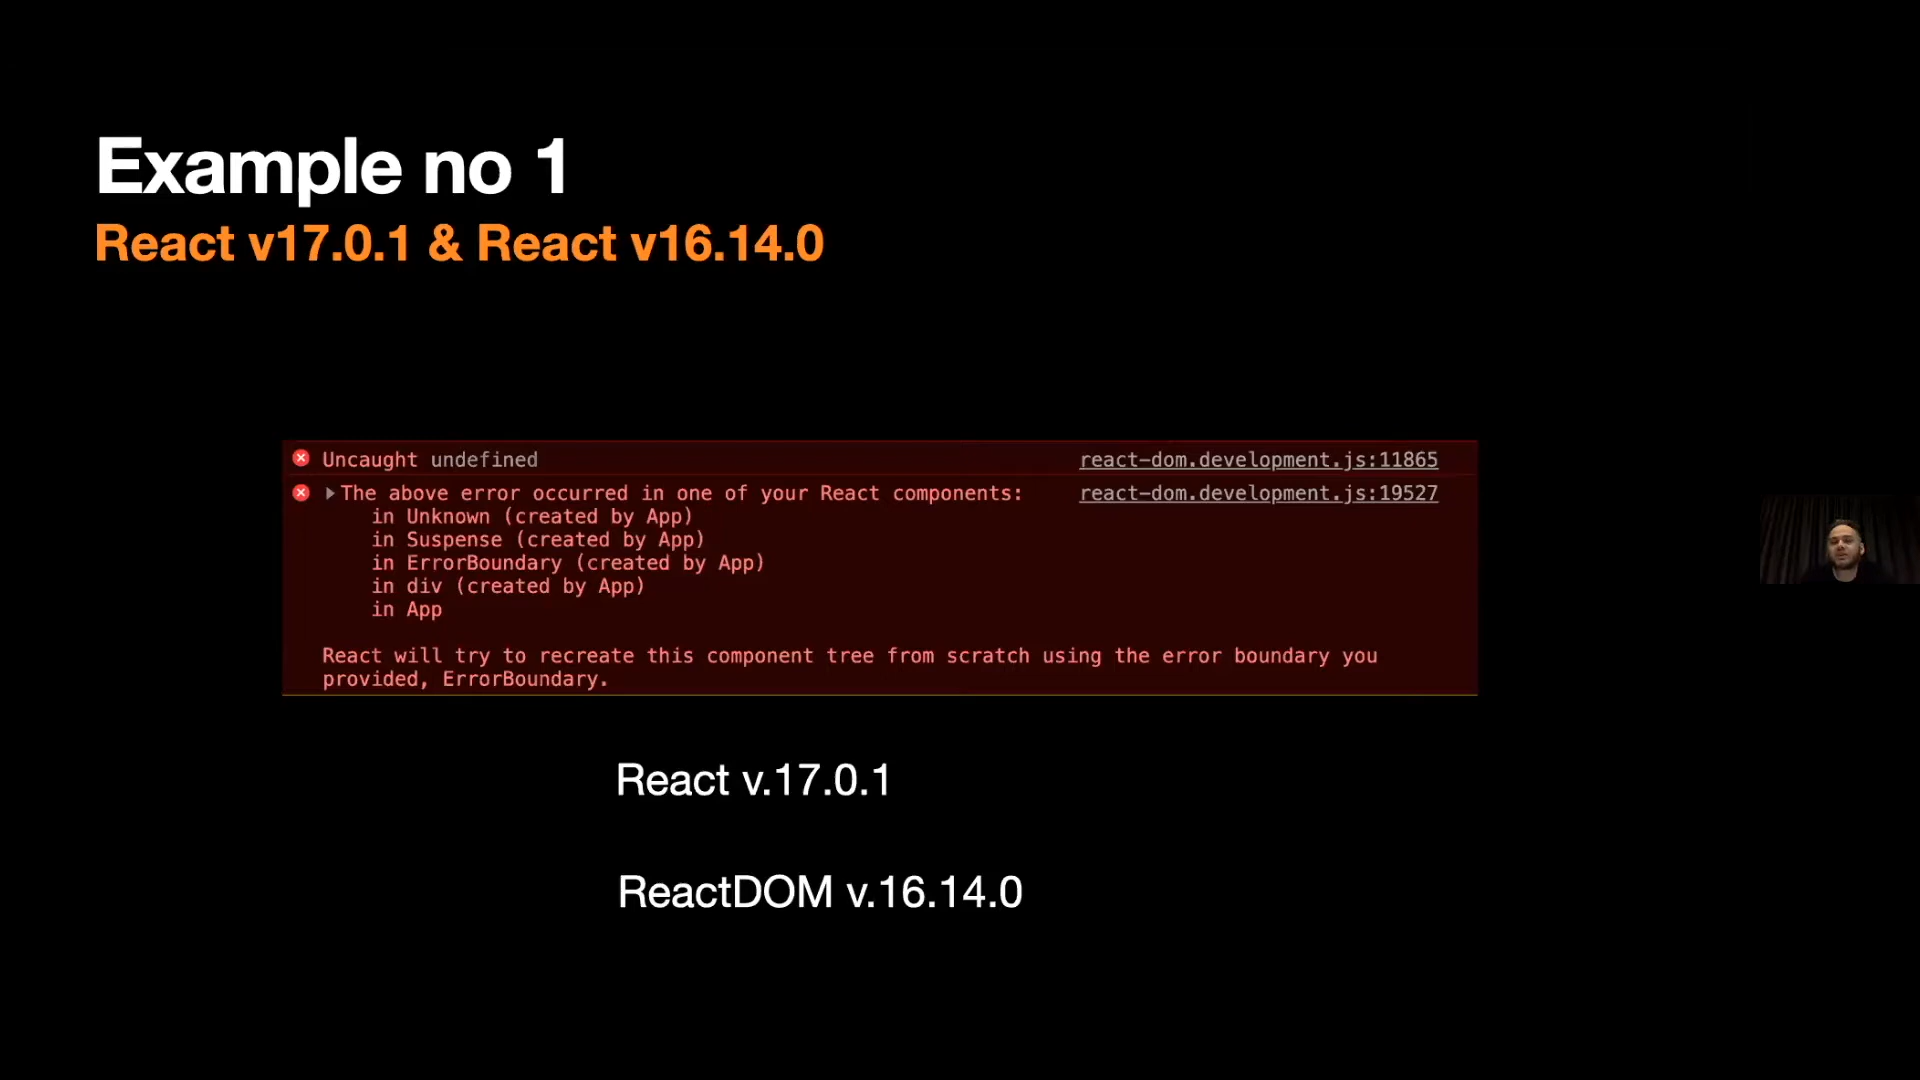 Example no 1
React v17.0.1 & React v16.14.0
Uncaught undefined react-dom.development.js:11865
The above error occurred in one of your React components: react-dom.development.js:19527
in Unknown (created by App)
in Suspense (created by App)
in ErrorBoundary (created by App)
in div (created by App)
in App
React will try to recreate this component tree from scratch using the error boundary you
provided, ErrorBoundary.
React v.17.0.1
ReactDOM v.16.14.0